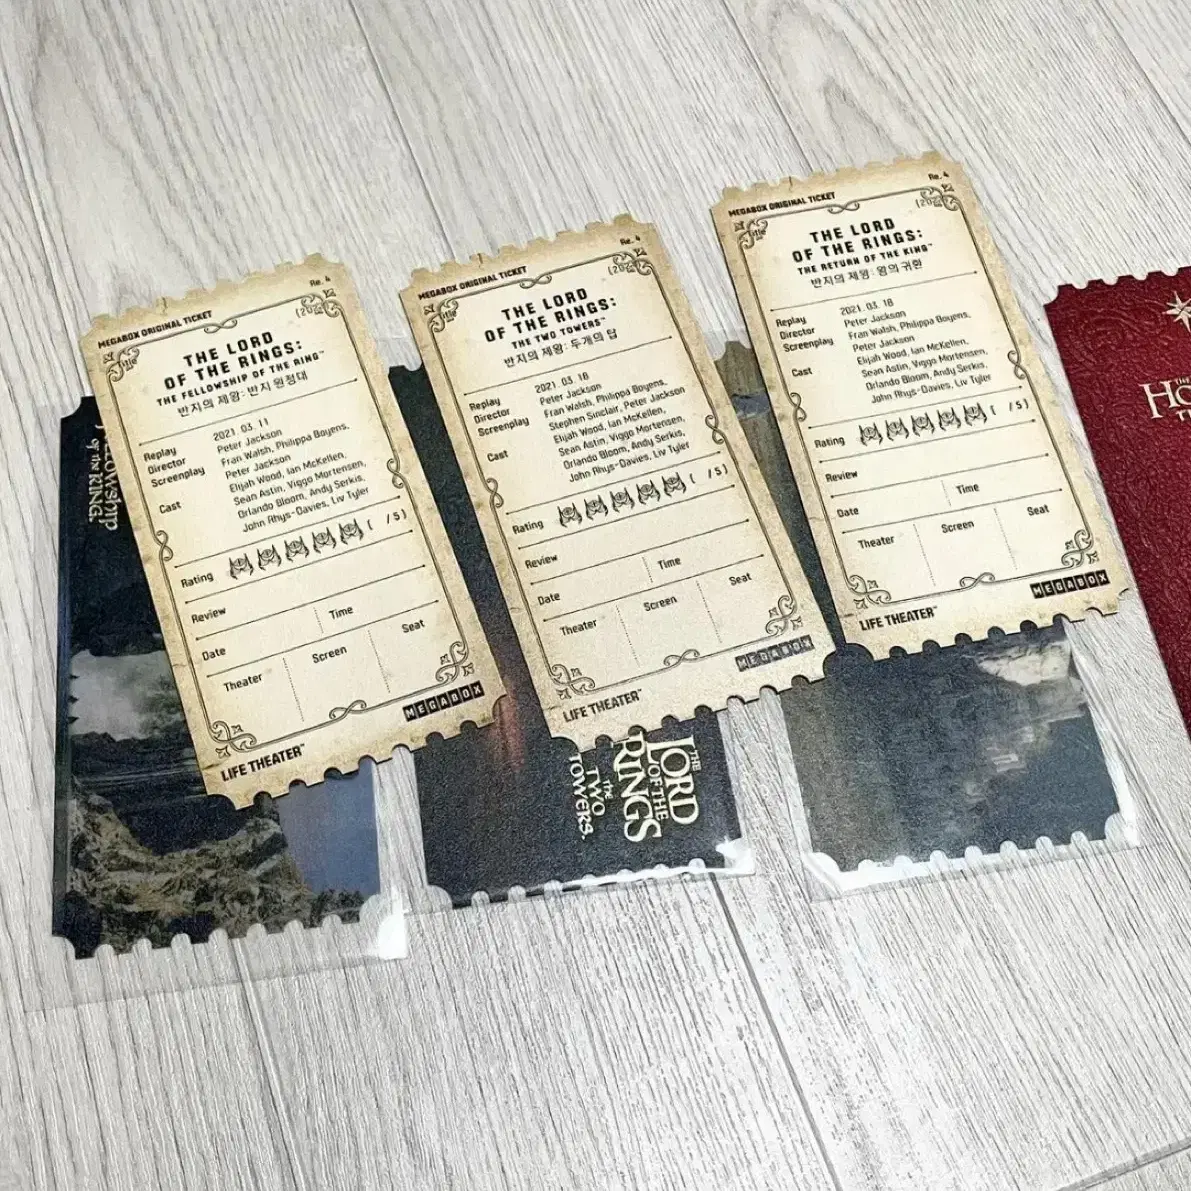 MEGABOX ORIGINAL TICKET
Re. 4
Title
THE LORD
OF THE RINGS:
THE FELLOWSHIP OF THE RING™
반지의 제왕: 반지 원정대
Replay 2021. 03. 11
Director Peter Jackson
Screenplay Fran Walsh, Philippa Boyens,
Peter Jackson
Cast Elijah Wood, Ian McKellen,
Sean Astin, Viggo Mortensen,
Orlando Bloom, Andy Serkis,
John Rhys-Davies, Liv Tyler
Rating ( /5)
Review
Date Time
Theater Screen Seat
LIFE THEATER™ MEGABOX
MEGABOX ORIGINAL TICKET
Re. 4
Title
THE LORD
OF THE RINGS:
THE TWO TOWERS™
반지의 제왕: 두개의 탑
Replay 2021. 03. 18
Director Peter Jackson
Screenplay Fran Walsh, Philippa Boyens,
Stephen Sinclair, Peter Jackson
Cast Elijah Wood, Ian McKellen,
Sean Astin, Viggo Mortensen,
Orlando Bloom, Andy Serkis,
John Rhys-Davies, Liv Tyler
Rating ( /5)
Review
Date Time
Theater Screen Seat
LIFE THEATER™ MEGABOX
MEGABOX ORIGINAL TICKET
Re. 4
Title
THE LORD
OF THE RINGS:
THE RETURN OF THE KING™
반지의 제왕: 왕의 귀환
Replay 2021. 03. 18
Director Peter Jackson
Screenplay Fran Walsh, Philippa Boyens,
Peter Jackson
Cast Elijah Wood, Ian McKellen,
Sean Astin, Viggo Mortensen,
Orlando Bloom, Andy Serkis,
John Rhys-Davies, Liv Tyler
Rating ( /5)
Review
Date Time
Theater Screen Seat
LIFE THEATER™ MEGABOX
of the RING.
THE
LORD
OF THE
RINGS
the
TWO
TOWERS.
THE